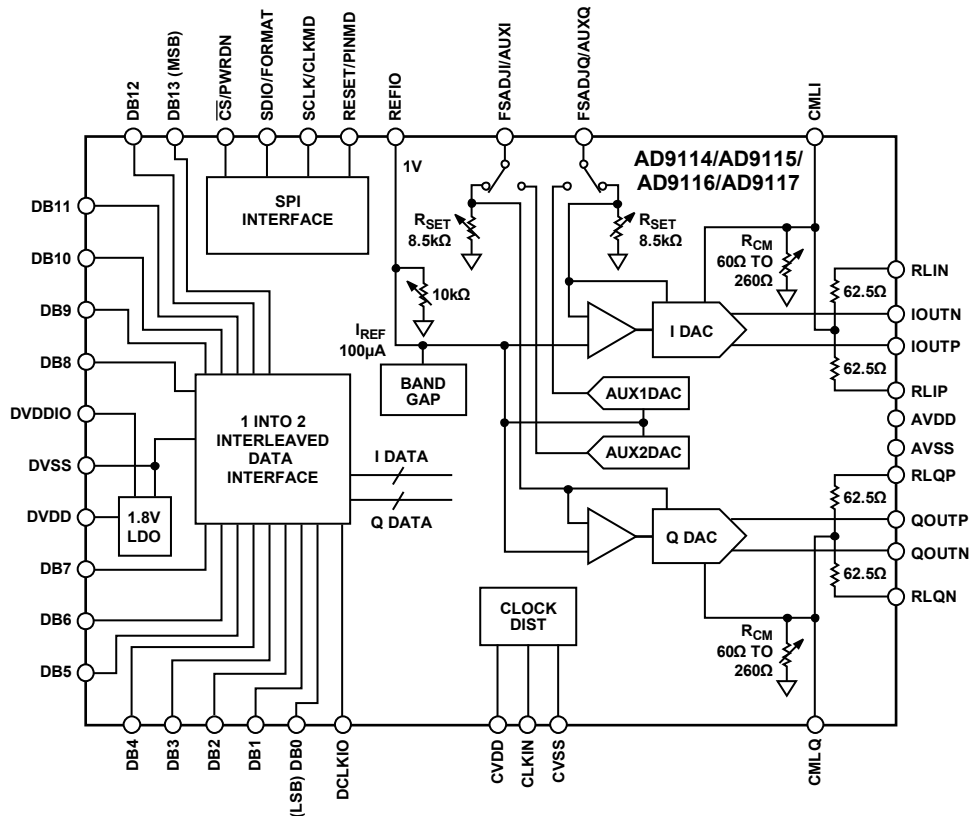 DB12
DB13 (MSB)
CS/PWRDN
SDIO/FORMAT
SCLK/CLKMD
RESET/PINMD
REFIO
FSADJI/AUXI
FSADJQ/AUXQ
CMLI
AD9114/AD9115/
AD9116/AD9117
1V
SPI
INTERFACE
DB11
DB10
DB9
DB8
DVDDIO
DVSS
DVDD
DB7
DB6
DB5
RSET
8.5kΩ
RSET
8.5kΩ
RCM
60Ω TO
260Ω
10kΩ
IREF
100µA
BAND
GAP
I DAC
AUX1DAC
AUX2DAC
Q DAC
62.5Ω
62.5Ω
62.5Ω
62.5Ω
RLIN
IOUTN
IOUTP
RLIP
AVDD
AVSS
RLQP
QOUTP
QOUTN
RLQN
1 INTO 2
INTERLEAVED
DATA
INTERFACE
I DATA
Q DATA
1.8V
LDO
CLOCK
DIST
RCM
60Ω TO
260Ω
DB4
DB3
DB2
DB1
(LSB) DB0
DCLKIO
CVDD
CLKIN
CVSS
CMLQ